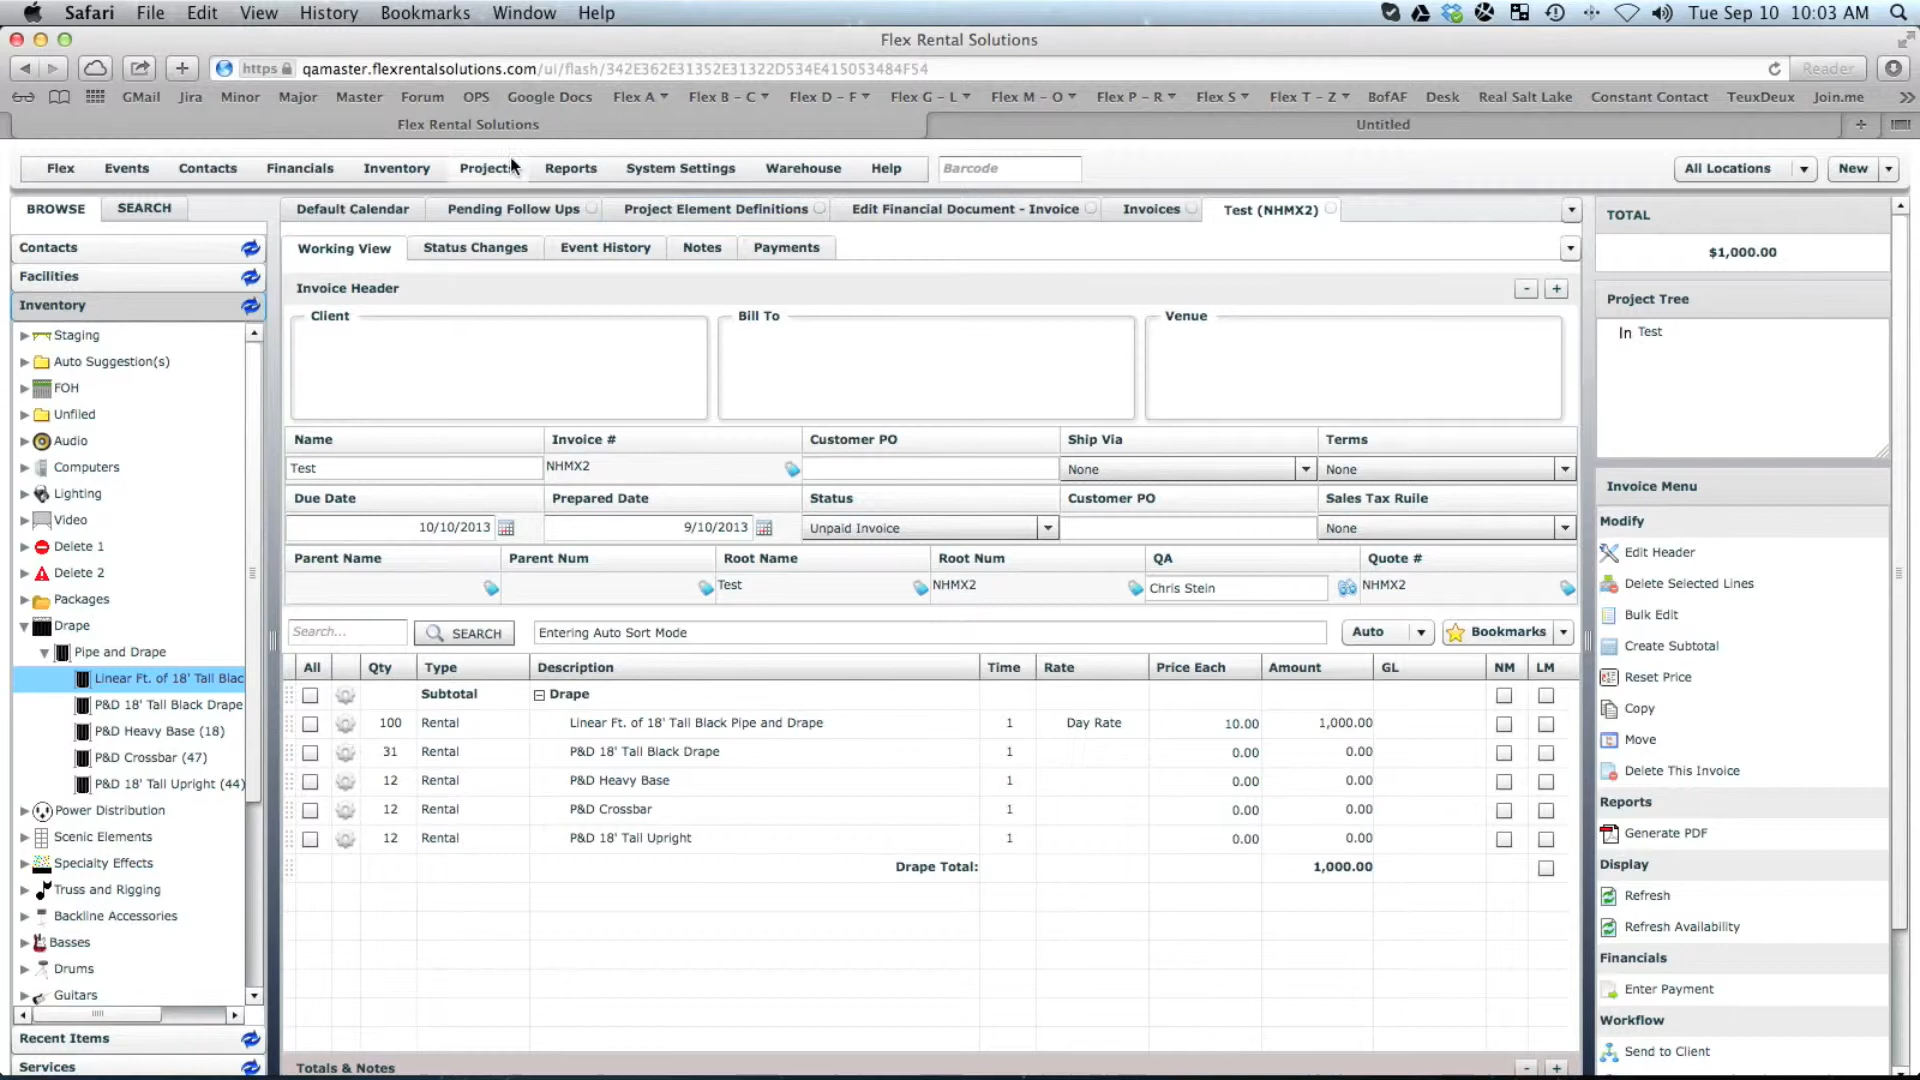 Safari File Edit View History Bookmarks Window Help Tue Sep 10 10:03 AM
Flex Rental Solutions
https qamaster.flexrentalsolutions.com/ui/flash/342E362E31352E31322D534E415053484F54 Reader
GMail Jira Minor Major Master Forum OPS Google Docs Flex A Flex B - C Flex D - F Flex G - L Flex M - O Flex P - R Flex S Flex T - Z BofAF Desk Real Salt Lake Constant Contact TeuxDeux Join.me
Flex Rental Solutions Untitled
Flex Events Contacts Financials Inventory Projects Reports System Settings Warehouse Help Barcode All Locations New
BROWSE SEARCH
Contacts
Facilities
Inventory
Staging
Auto Suggestion(s)
FOH
Unfiled
Audio
Computers
Lighting
Video
Delete 1
Delete 2
Packages
Drape
Pipe and Drape
Linear Ft. of 18' Tall Blac
P&D 18' Tall Black Drape
P&D Heavy Base (18)
P&D Crossbar (47)
P&D 18' Tall Upright (44)
Power Distribution
Scenic Elements
Specialty Effects
Truss and Rigging
Backline Accessories
Basses
Drums
Guitars
Recent Items
Services
Default Calendar Pending Follow Ups Project Element Definitions Edit Financial Document - Invoice Invoices Test (NHMX2)
Working View Status Changes Event History Notes Payments
Invoice Header - +
Client Bill To Venue
Name Invoice # Customer PO Ship Via Terms
Test NHMX2 None None
Due Date Prepared Date Status Customer PO Sales Tax Ruile
10/10/2013 9/10/2013 Unpaid Invoice None
Parent Name Parent Num Root Name Root Num QA Quote #
Test NHMX2 Chris Stein NHMX2
Search... SEARCH Entering Auto Sort Mode Auto Bookmarks
All Qty Type Description Time Rate Price Each Amount GL NM LM
Subtotal Drape
100 Rental Linear Ft. of 18' Tall Black Pipe and Drape 1 Day Rate 10.00 1,000.00
31 Rental P&D 18' Tall Black Drape 1 0.00 0.00
12 Rental P&D Heavy Base 1 0.00 0.00
12 Rental P&D Crossbar 1 0.00 0.00
12 Rental P&D 18' Tall Upright 1 0.00 0.00
Drape Total: 1,000.00
Totals & Notes - +
TOTAL
$1,000.00
Project Tree
In Test
Invoice Menu
Modify
Edit Header
Delete Selected Lines
Bulk Edit
Create Subtotal
Reset Price
Copy
Move
Delete This Invoice
Reports
Generate PDF
Display
Refresh
Refresh Availability
Financials
Enter Payment
Workflow
Send to Client